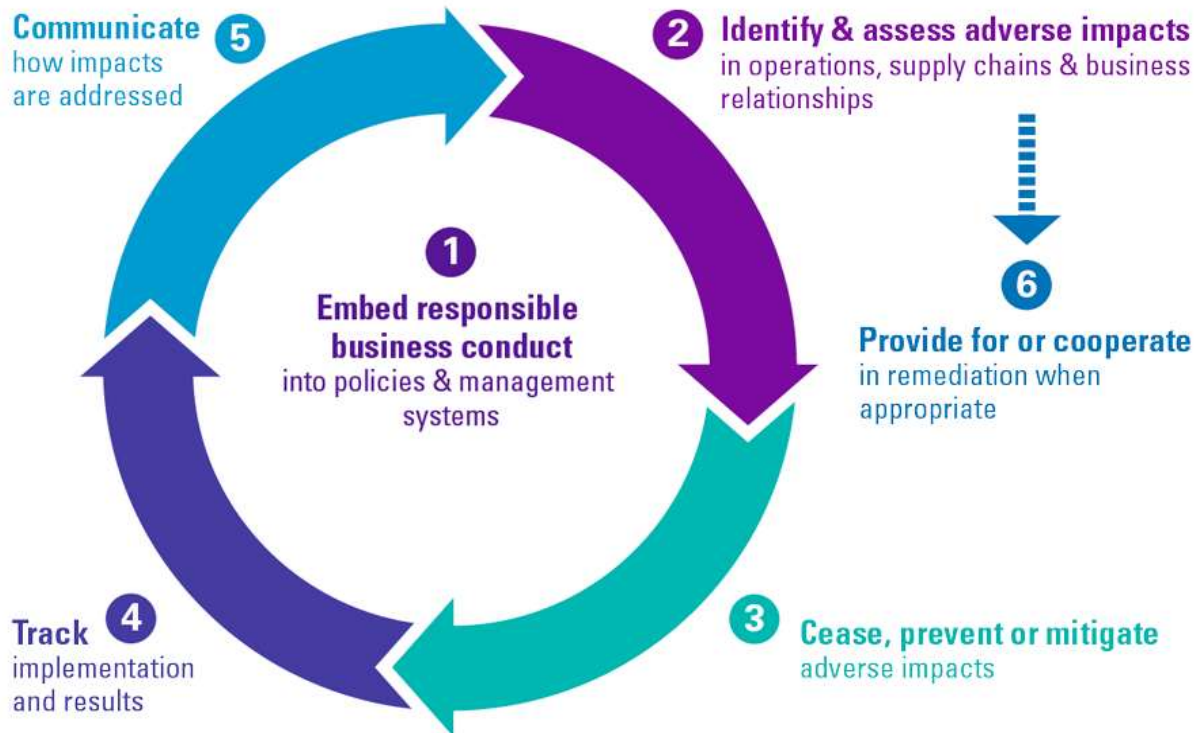 1
Embed responsible
business conduct
into policies & management
systems
2
Identify & assess adverse impacts
in operations, supply chains & business
relationships
3
Cease, prevent or mitigate
adverse impacts
4
Track
implementation
and results
5
Communicate
how impacts
are addressed
6
Provide for or cooperate
in remediation when
appropriate